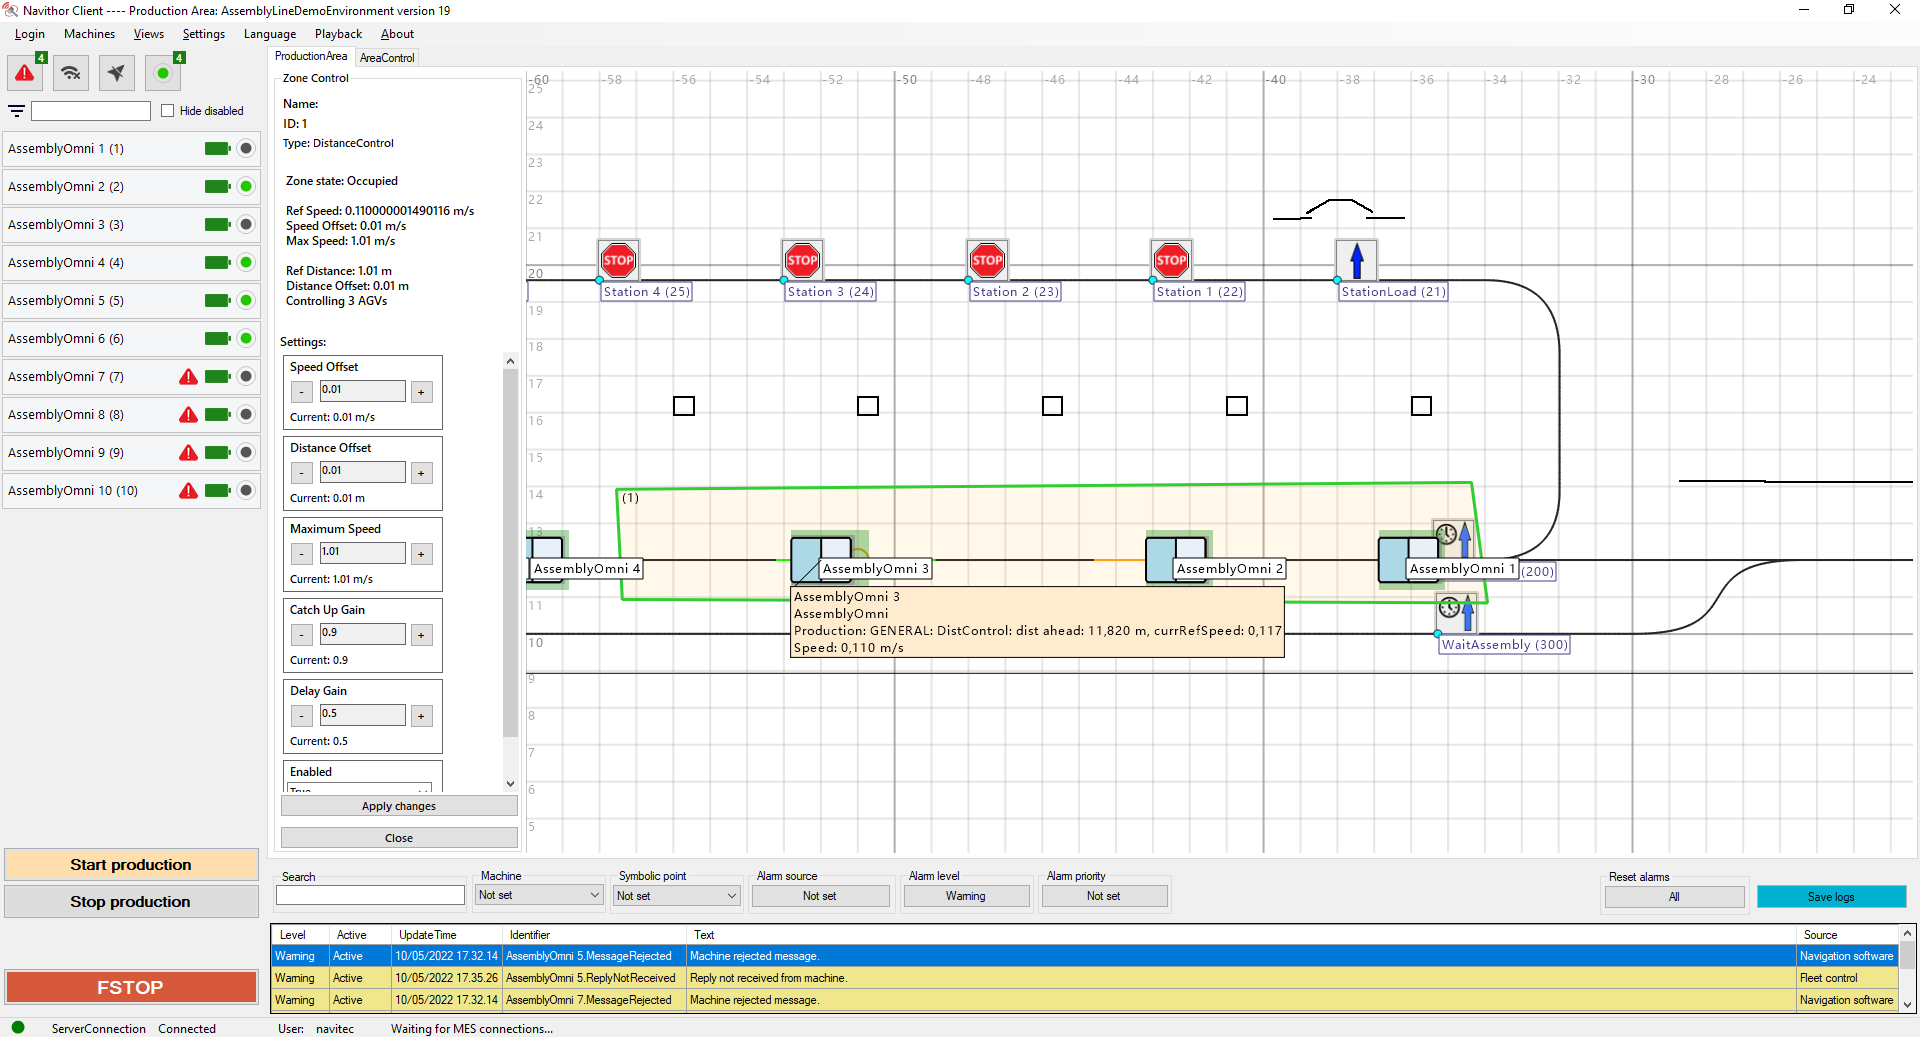 Navithor Client ---- Production Area: AssemblyLineDemoEnvironment version 19
Login Machines Views Settings Language Playback About
4 4
Hide disabled
AssemblyOmni 1 (1)
AssemblyOmni 2 (2)
AssemblyOmni 3 (3)
AssemblyOmni 4 (4)
AssemblyOmni 5 (5)
AssemblyOmni 6 (6)
AssemblyOmni 7 (7)
AssemblyOmni 8 (8)
AssemblyOmni 9 (9)
AssemblyOmni 10 (10)
Start production
Stop production
FSTOP
ProductionArea AreaControl
Zone Control
Name:
ID: 1
Type: DistanceControl
Zone state: Occupied
Ref Speed: 0.110000001490116 m/s
Speed Offset: 0.01 m/s
Max Speed: 1.01 m/s
Ref Distance: 1.01 m
Distance Offset: 0.01 m
Controlling 3 AGVs
Settings:
Speed Offset
- 0.01 +
Current: 0.01 m/s
Distance Offset
- 0.01 +
Current: 0.01 m
Maximum Speed
- 1.01 +
Current: 1.01 m/s
Catch Up Gain
- 0.9 +
Current: 0.9
Delay Gain
- 0.5 +
Current: 0.5
Enabled
True
Apply changes
Close
-60 -58 -56 -54 -52 -50 -48 -46 -44 -42 -40 -38 -36 -34 -32 -30 -28 -26 -24
25
24
23
22
21
20
19
18
17
16
15
14
13
11
10
9
8
7
6
5
STOP STOP STOP STOP
Station 4 (25) Station 3 (24) Station 2 (23) Station 1 (22) StationLoad (21)
(1)
AssemblyOmni 4 AssemblyOmni 3 AssemblyOmni 2 AssemblyOmni 1 (200)
AssemblyOmni 3
AssemblyOmni
Production: GENERAL: DistControl: dist ahead: 11,820 m, currRefSpeed: 0,117
Speed: 0,110 m/s
WaitAssembly (300)
Search Machine Symbolic point Alarm source Alarm level Alarm priority Reset alarms
Not set Not set Not set Warning Not set All Save logs
Level Active UpdateTime Identifier Text Source
Warning Active 10/05/2022 17.32.14 AssemblyOmni 5.MessageRejected Machine rejected message. Navigation software
Warning Active 10/05/2022 17.35.26 AssemblyOmni 5.ReplyNotReceived Reply not received from machine. Fleet control
Warning Active 10/05/2022 17.32.14 AssemblyOmni 7.MessageRejected Machine rejected message. Navigation software
ServerConnection Connected User: navitec Waiting for MES connections...